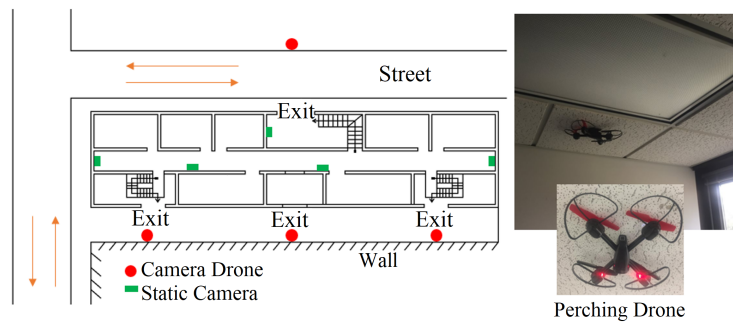 Street
Exit
Exit
Exit
Exit
Wall
Camera Drone
Static Camera
Perching Drone